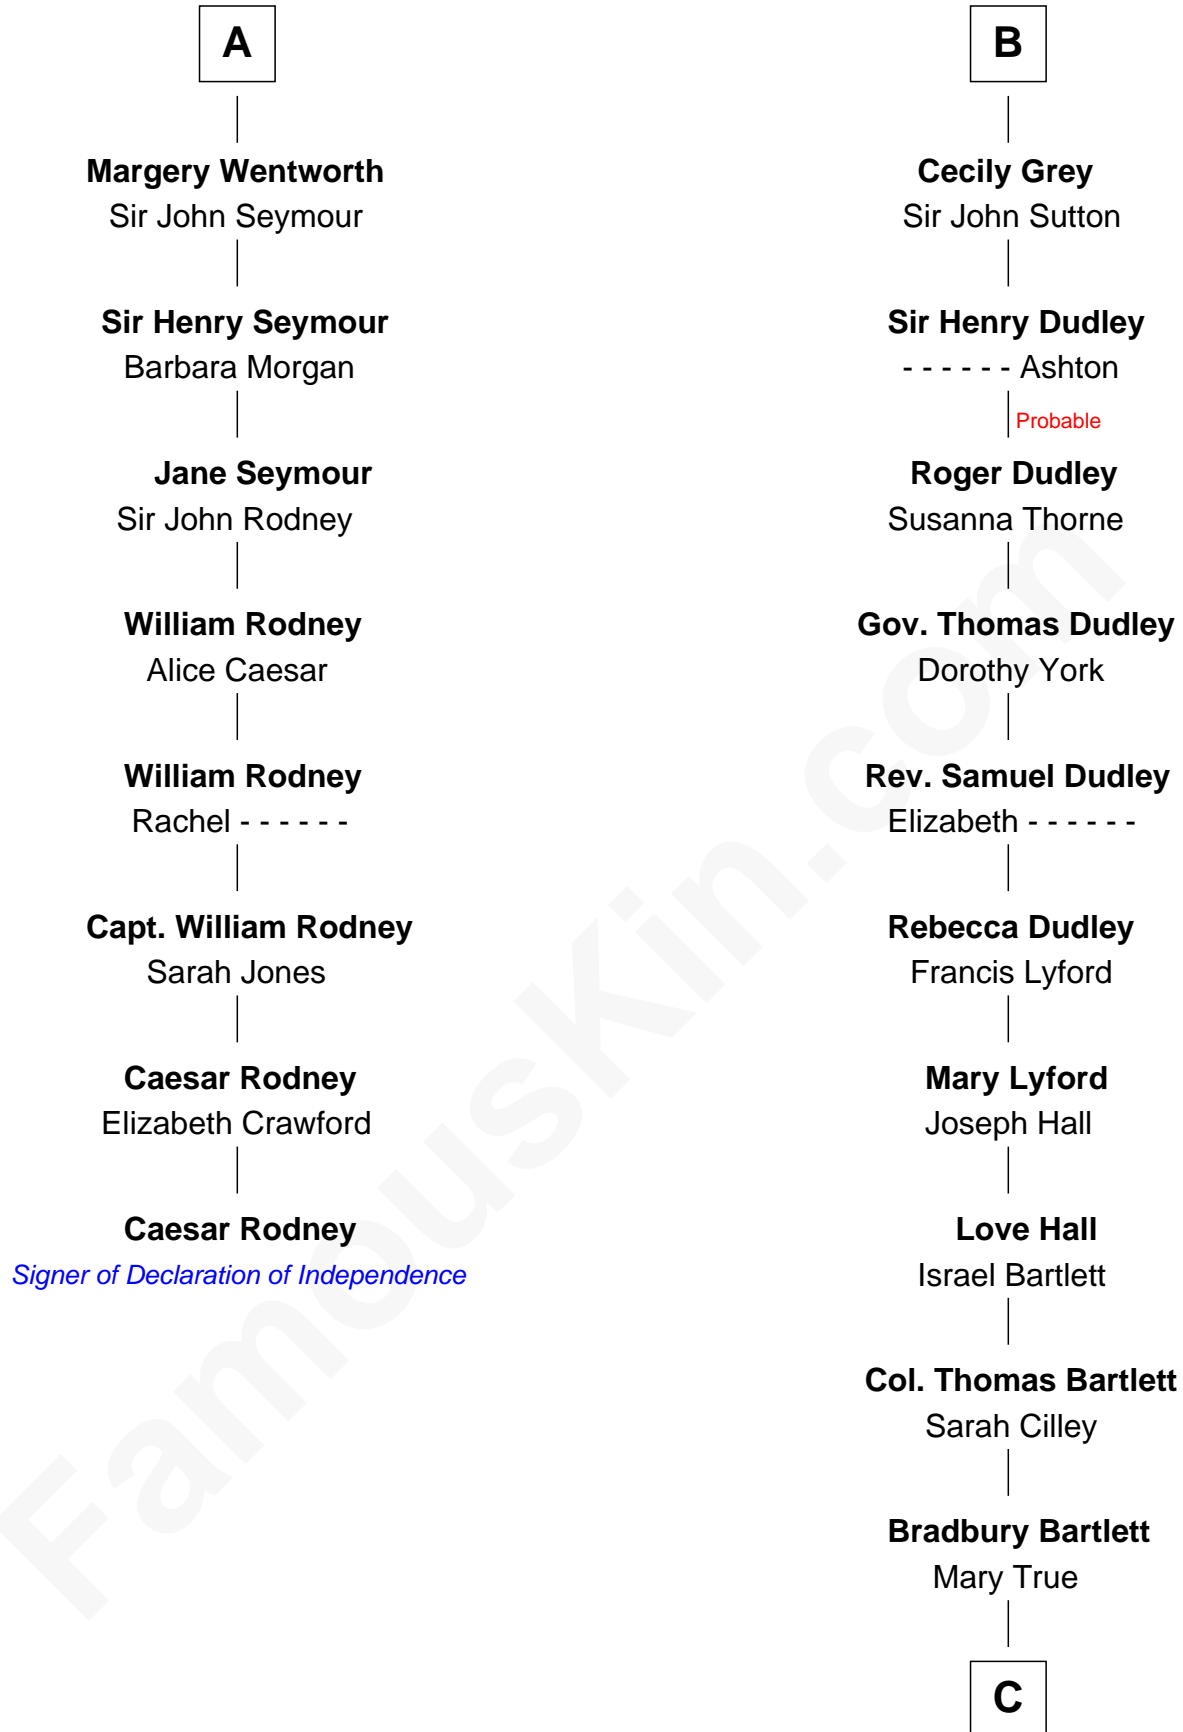 A
Margery Wentworth
Sir John Seymour
Sir Henry Seymour
Barbara Morgan
Jane Seymour
Sir John Rodney
William Rodney
Alice Caesar
William Rodney
Rachel - - - - - -
Capt. William Rodney
Sarah Jones
Caesar Rodney
Elizabeth Crawford
Caesar Rodney
Signer of Declaration of Independence
B
Cecily Grey
Sir John Sutton
Sir Henry Dudley
- - - - - - Ashton
Probable
Roger Dudley
Susanna Thorne
Gov. Thomas Dudley
Dorothy York
Rev. Samuel Dudley
Elizabeth - - - - - -
Rebecca Dudley
Francis Lyford
Mary Lyford
Joseph Hall
Love Hall
Israel Bartlett
Col. Thomas Bartlett
Sarah Cilley
Bradbury Bartlett
Mary True
C
FamousKin.com